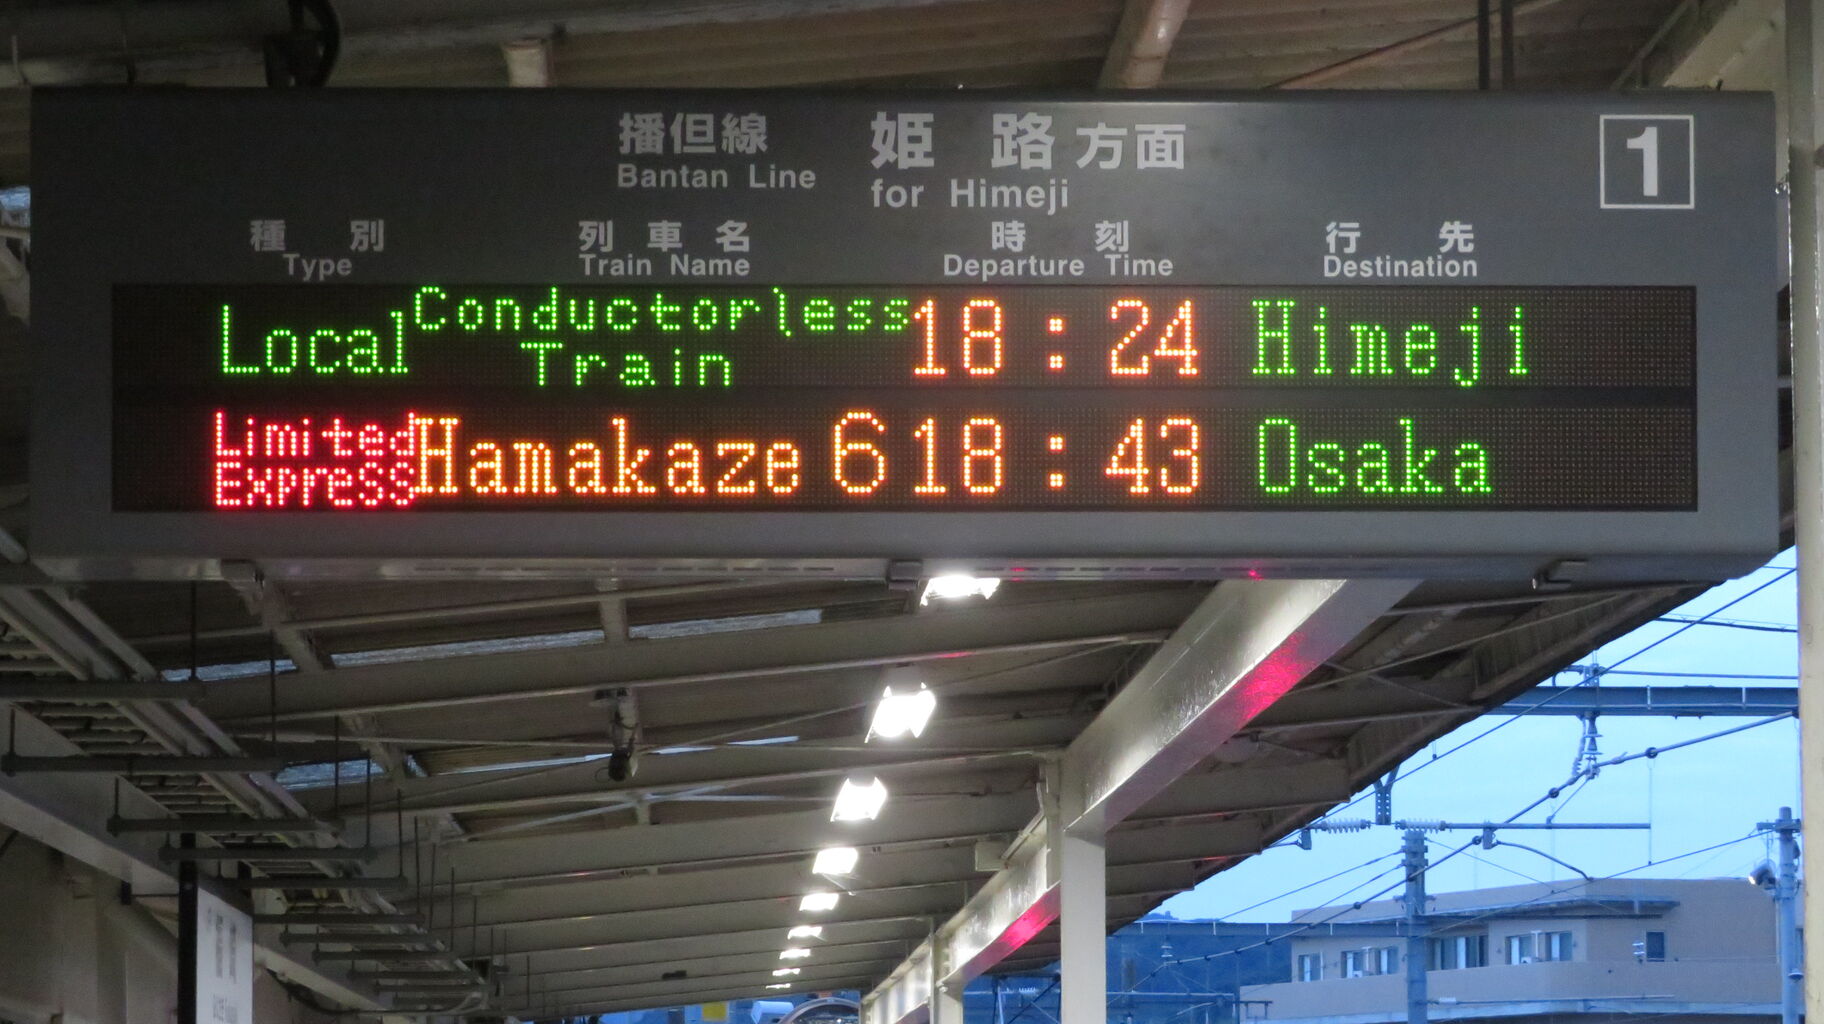 播但線 姫路方面 1
Bantan Line for Himeji
種別 列車名 時刻 行先
Type Train Name Departure Time Destination
Local Conductorless Train 18:24 Himeji
Limited Express Hamakaze 6 18:43 Osaka